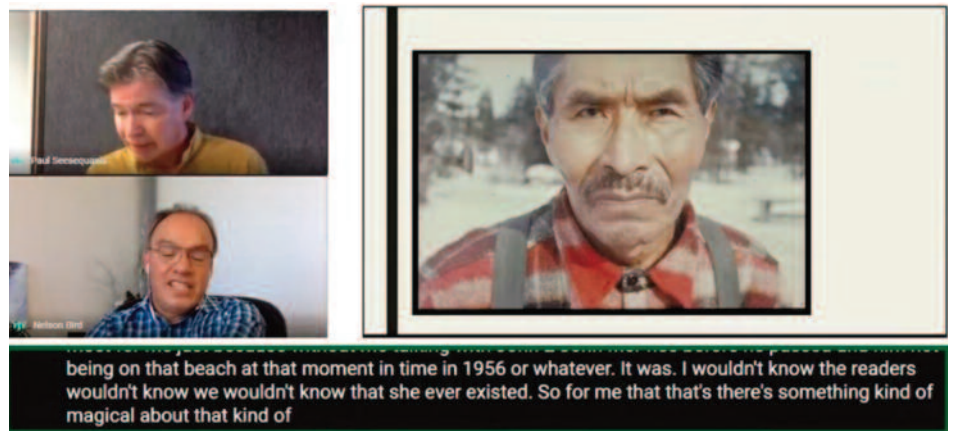 Paul Seesequasis
Nelson Bird
being on that beach at that moment in time in 1956 or whatever. It was. I wouldn't know the readers
wouldn't know we wouldn't know that she ever existed. So for me that that's there's something kind of
magical about that kind of